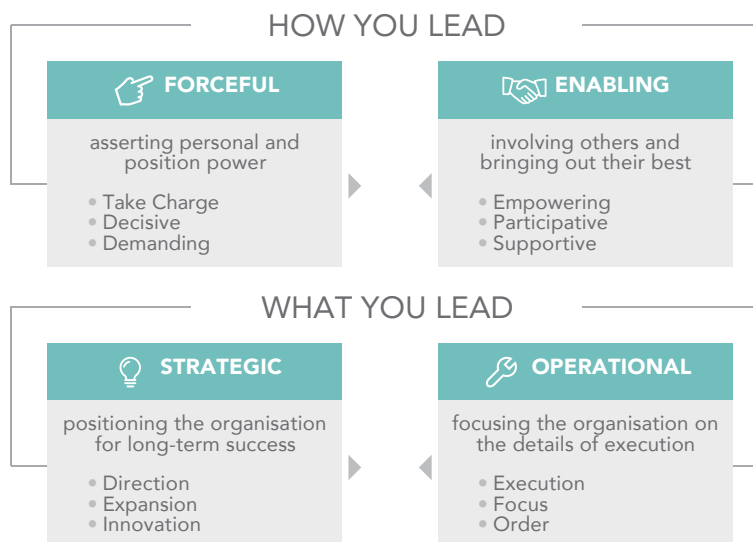 HOW YOU LEAD
FORCEFUL
asserting personal and
position power
• Take Charge
• Decisive
• Demanding
ENABLING
involving others and
bringing out their best
• Empowering
• Participative
• Supportive
WHAT YOU LEAD
STRATEGIC
positioning the organisation
for long-term success
• Direction
• Expansion
• Innovation
OPERATIONAL
focusing the organisation on
the details of execution
• Execution
• Focus
• Order